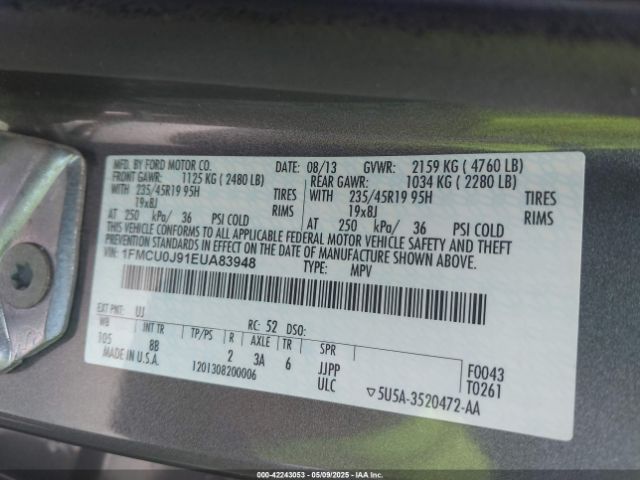 MFD. BY FORD MOTOR CO.
DATE: 08/13 GVWR: 2159 KG ( 4760 LB)
FRONT GAWR: 1125 KG ( 2480 LB)
REAR GAWR: 1034 KG ( 2280 LB)
WITH 235/45R19 95H TIRES
WITH 235/45R19 95H TIRES
19x8J RIMS
19x8J RIMS
AT 250 kPa/ 36 PSI COLD
AT 250 kPa/ 36 PSI COLD
THIS VEHICLE CONFORMS TO ALL APPLICABLE FEDERAL MOTOR VEHICLE SAFETY AND THEFT
PREVENTION STANDARDS IN EFFECT ON THE DATE OF MANUFACTURE SHOWN ABOVE.
VIN: 1FMCU0J91EUA83948
TYPE: MPV
EXT PNT: UJ RC: 52 DSO:
WB INT TR TP/PS R AXLE TR SPR
105 BB 2 3A 6 JJPP
MADE IN U.S.A. 1201308200006 ULC
F0043
T0261
▽5U5A-3520472-AA
000-42243053 — 05/09/2025 — © IAA, Inc.